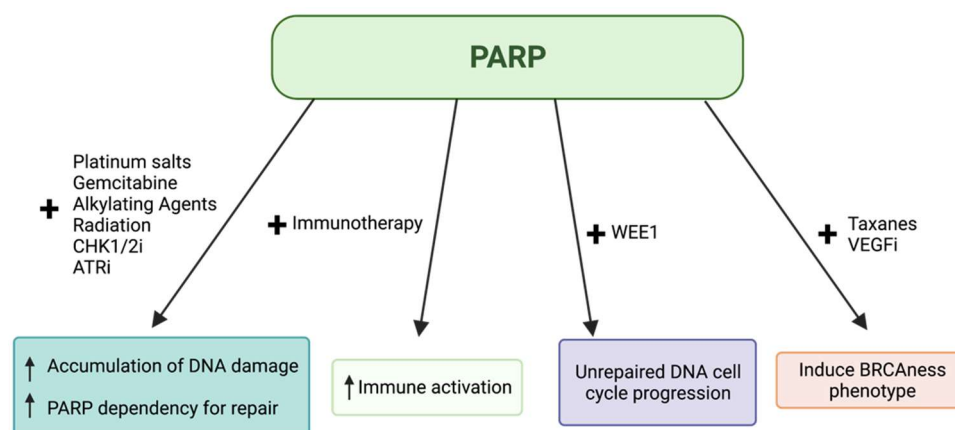 PARP
Platinum salts
Gemcitabine
+ Alkylating Agents
Radiation
CHK1/2i
ATRi
+ Immunotherapy
+ WEE1
+ Taxanes
VEGFi
↑ Accumulation of DNA damage
↑ PARP dependency for repair
↑ Immune activation
Unrepaired DNA cell
cycle progression
Induce BRCAness
phenotype